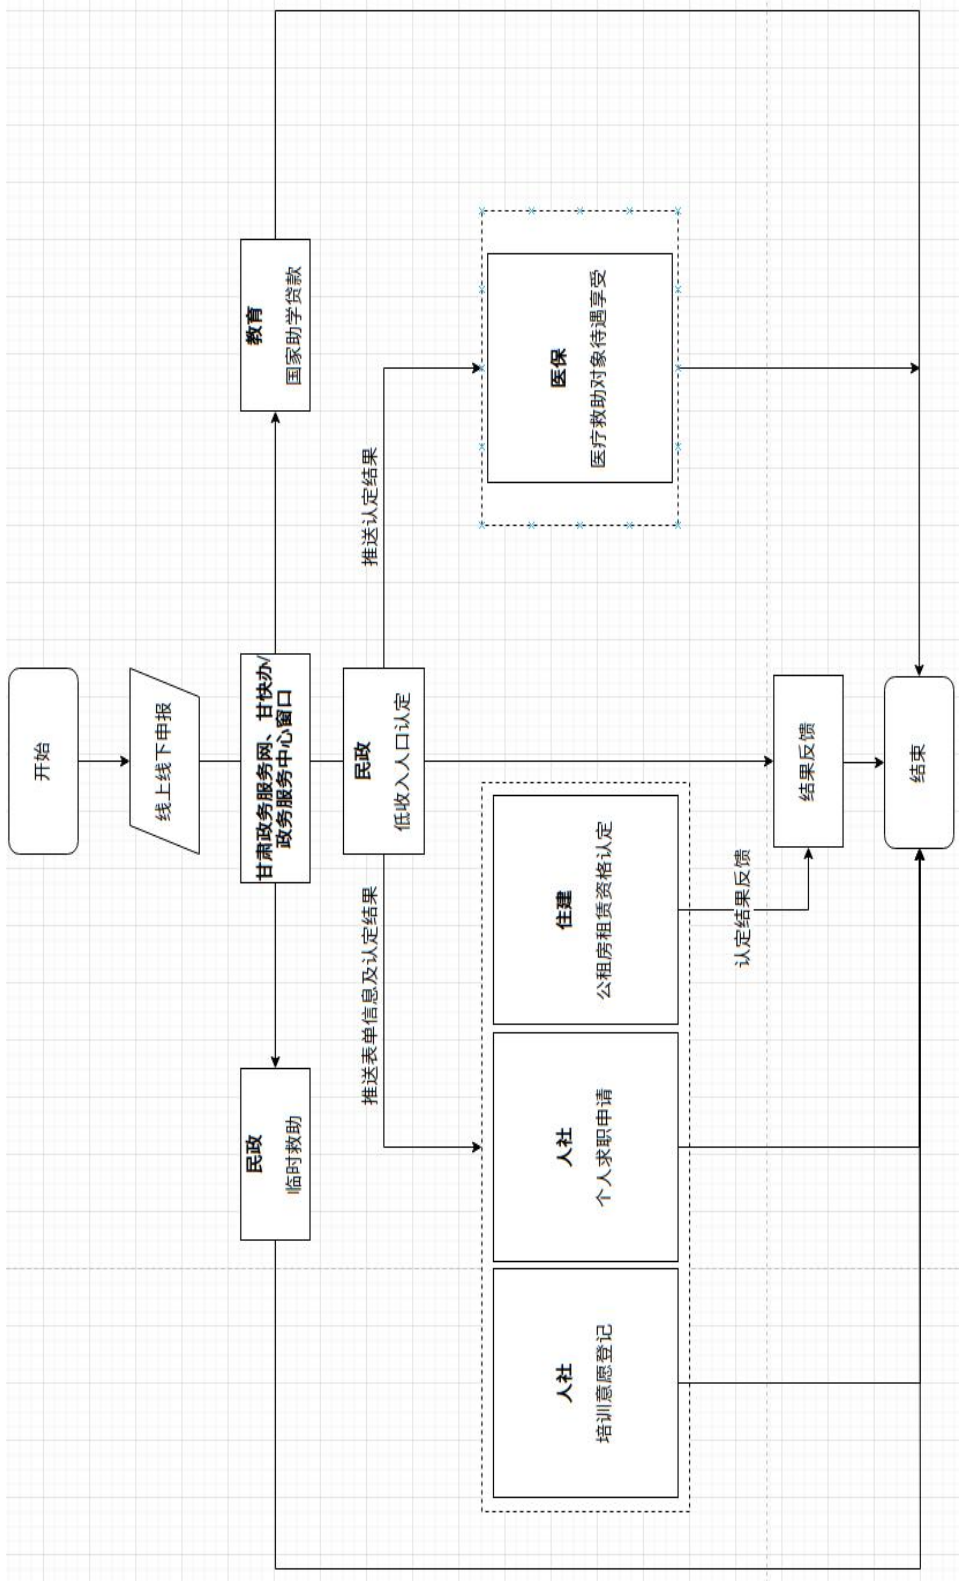 开始
线上线下申报
甘肃政务服务网、甘快办/
政务服务中心窗口
民政
临时救助
教育
国家助学贷款
民政
低收入人口认定
推送表单信息及认定结果
推送认定结果
人社
培训意愿登记
人社
个人求职申请
住建
公租房租赁资格认定
医保
医疗救助对象待遇享受
认定结果反馈
结果反馈
结束